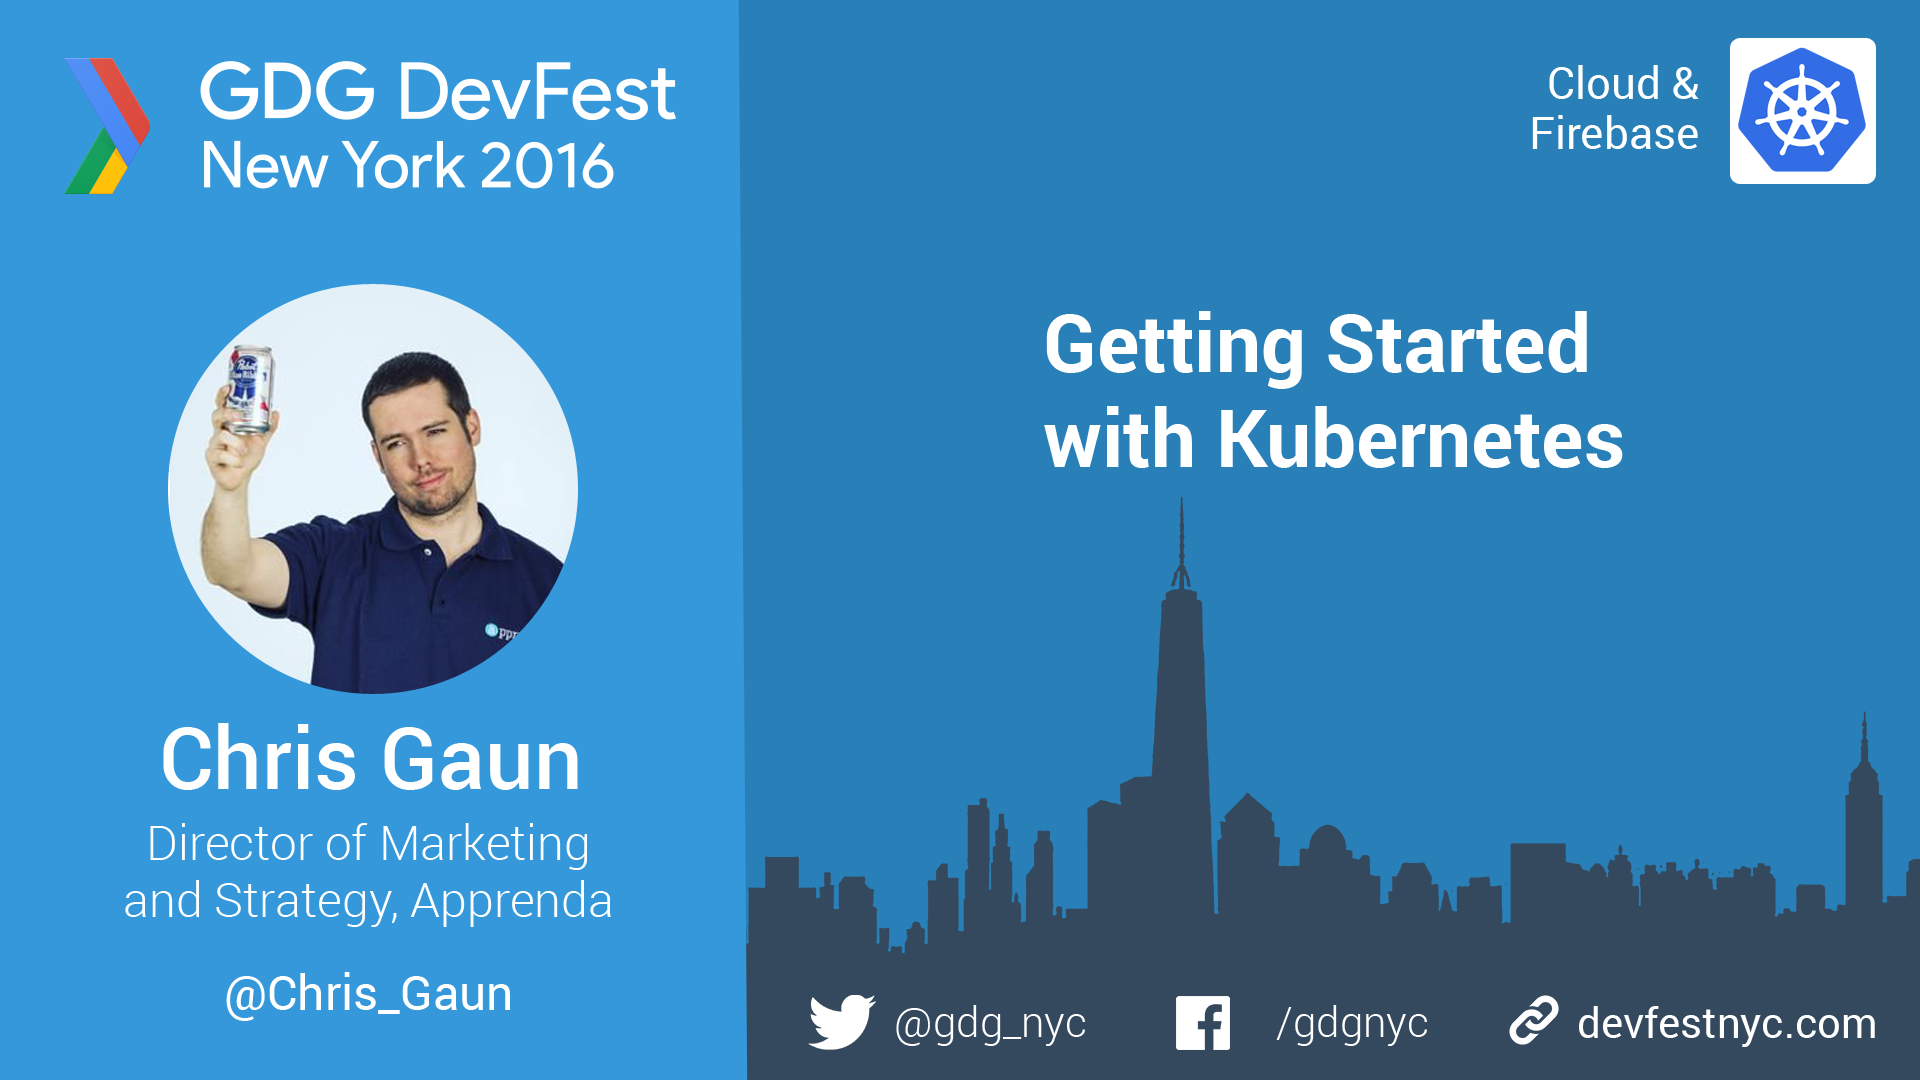 GDG DevFest
New York 2016
Cloud &
Firebase
Getting Started
with Kubernetes
Pabst
Chris Gaun
Director of Marketing
and Strategy, Apprenda
@Chris_Gaun
@gdg_nyc
/gdgnyc
devfestnyc.com